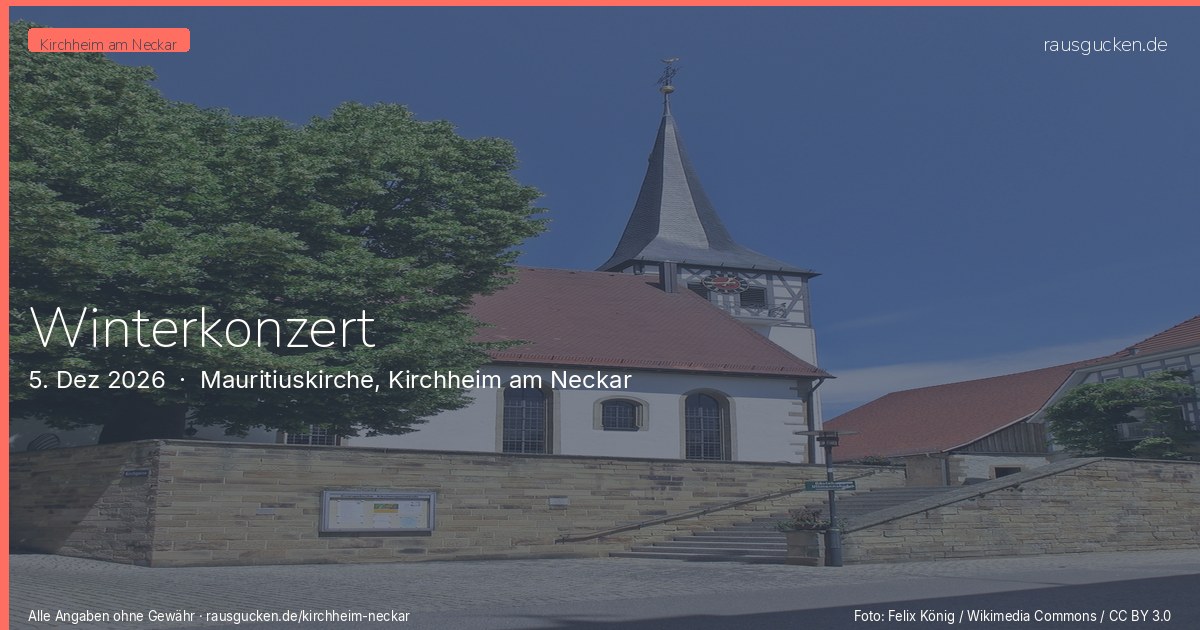 Kirchheim am Neckar
rausgucken.de
Winterkonzert
5. Dez 2026 · Mauritiuskirche, Kirchheim am Neckar
Alle Angaben ohne Gewähr · rausgucken.de/kirchheim-neckar
Foto: Felix König / Wikimedia Commons / CC BY 3.0